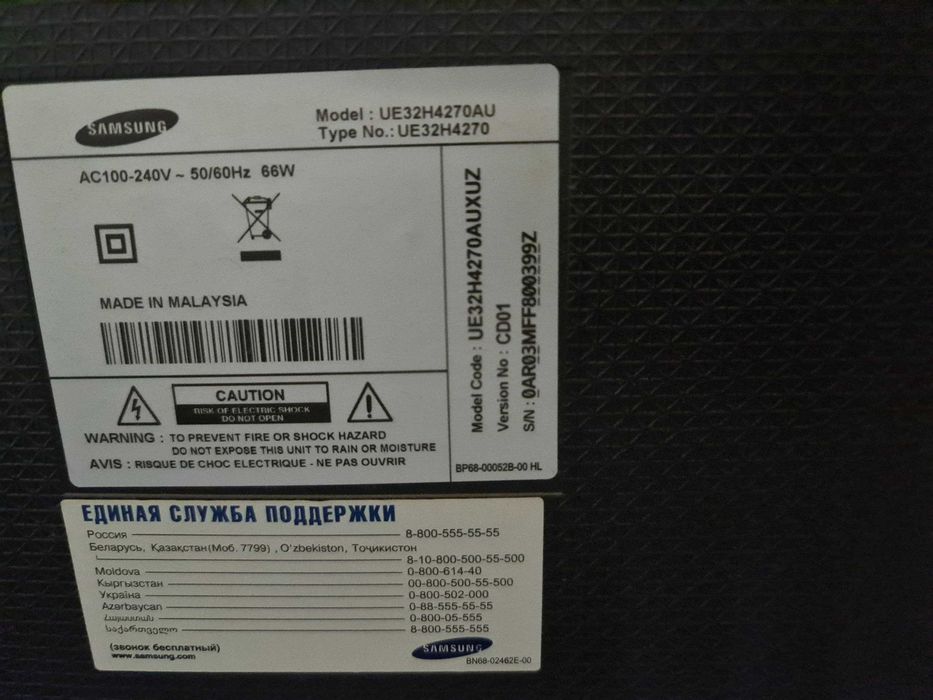 SAMSUNG
Model : UE32H4270AU
Type No.: UE32H4270
AC100-240V ~ 50/60Hz 66W
MADE IN MALAYSIA
CAUTION
RISK OF ELECTRIC SHOCK
DO NOT OPEN
WARNING : TO PREVENT FIRE OR SHOCK HAZARD
DO NOT EXPOSE THIS UNIT TO RAIN OR MOISTURE
AVIS : RISQUE DE CHOC ELECTRIQUE - NE PAS OUVRIR
Model Code : UE32H4270AUXUZ
Version No : CD01
S/N : 0AR03MFF800399Z
BP68-00052B-00 HL
ЕДИНАЯ СЛУЖБА ПОДДЕРЖКИ
Россия 8-800-555-55-55
Беларусь, Казақстан(Моб. 7799) , O'zbekiston, Тоҷикистон
8-10-800-500-55-500
Moldova 0-800-614-40
Кыргызстан 00-800-500-55-500
Україна 0-800-502-000
Azərbaycan 0-88-555-55-55
Հայաստան 0-800-05-555
საქართველო 8-800-555-555
(звонок бесплатный)
www.samsung.com
SAMSUNG
BN68-02462E-00